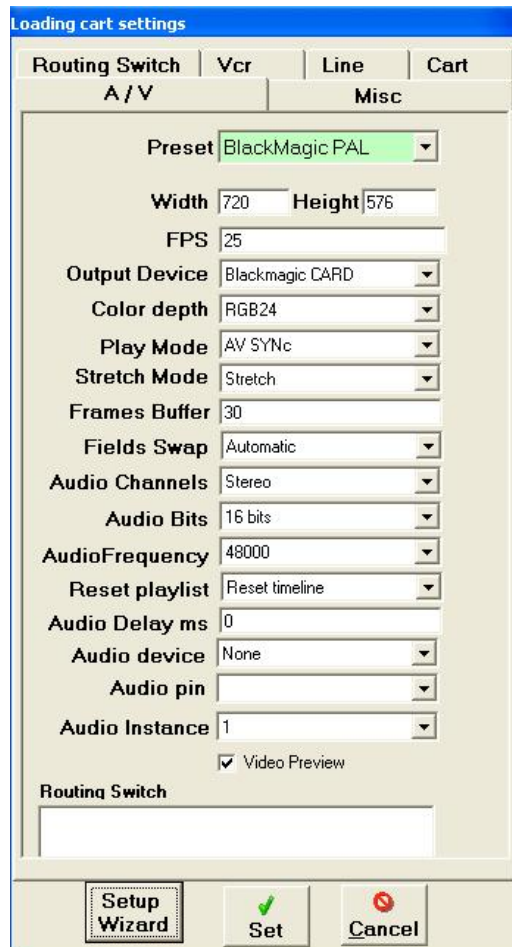 Loading cart settings
Routing Switch Vcr Line Cart
A / V Misc
Preset BlackMagic PAL
Width 720 Height 576
FPS 25
Output Device Blackmagic CARD
Color depth RGB24
Play Mode AV SYNc
Stretch Mode Stretch
Frames Buffer 30
Fields Swap Automatic
Audio Channels Stereo
Audio Bits 16 bits
AudioFrequency 48000
Reset playlist Reset timeline
Audio Delay ms 0
Audio device None
Audio pin
Audio Instance 1
Video Preview
Routing Switch
Setup Wizard Set Cancel